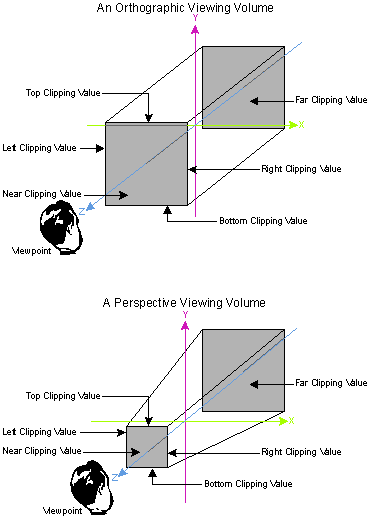 An Orthographic Viewing Volume
Y
Top Clipping Value
Far Clipping Value
X
Left Clipping Value
Right Clipping Value
Near Clipping Value
Z
Bottom Clipping Value
Viewpoint
A Perspective Viewing Volume
Y
Far Clipping Value
Top Clipping Value
X
Left Clipping Value
Near Clipping Value
Right Clipping Value
Z
Bottom Clipping Value
Viewpoint